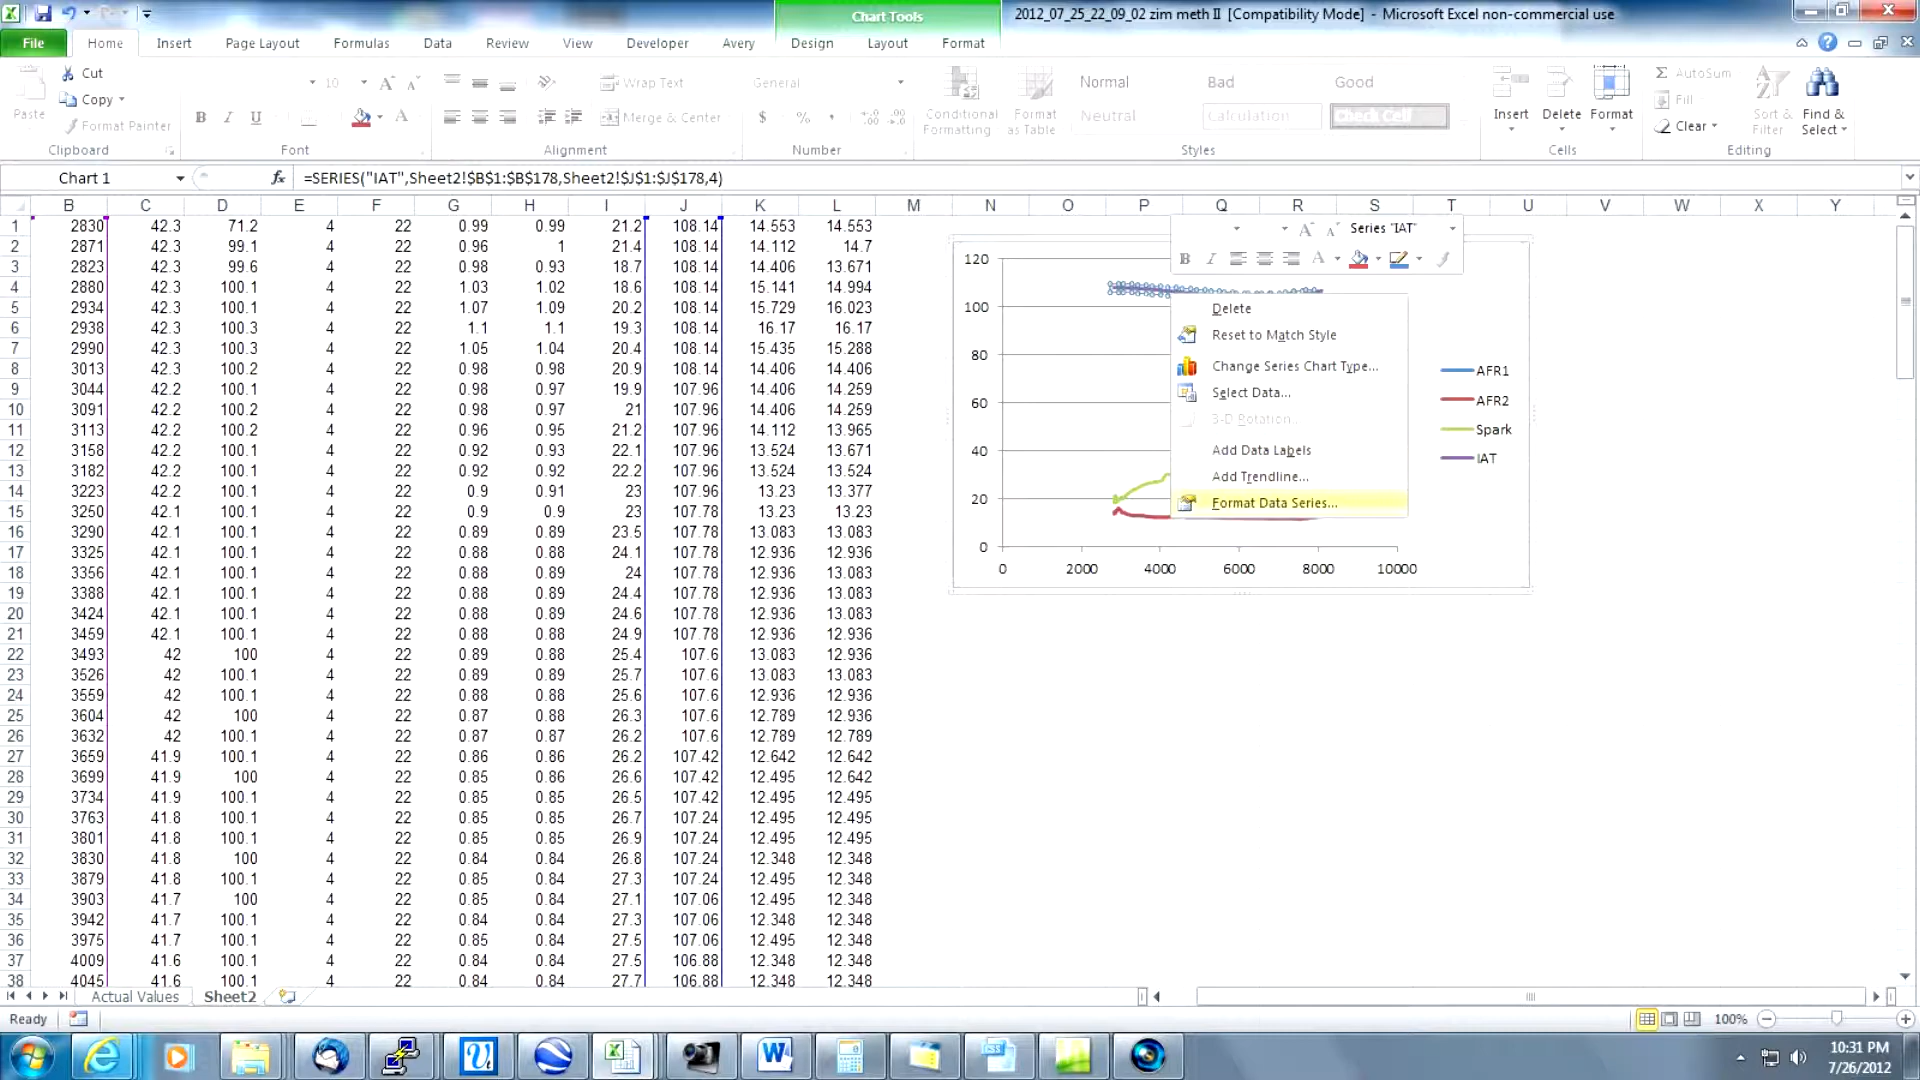 Chart Tools
2012_07_25_22_09_02 zim meth II [Compatibility Mode] - Microsoft Excel non-commercial use
File Home Insert Page Layout Formulas Data Review View Developer Avery Design Layout Format
Cut
Copy
Format Painter
Paste
Clipboard
10
B I U A
Font
Wrap Text
Merge & Center
Alignment
General
$ % ,
Number
Conditional Formatting
Format as Table
Normal Bad Good
Neutral Calculation Check Cell
Styles
Insert Delete Format
Cells
Σ AutoSum
Fill
Clear
Sort & Filter
Find & Select
Editing
Chart 1 fx =SERIES("IAT",Sheet2!$B$1:$B$178,Sheet2!$J$1:$J$178,4)
B C D E F G H I J K L M N O P Q R S T U V W X Y
1 2830 42.3 71.2 4 22 0.99 0.99 21.2 108.14 14.553 14.553
2 2871 42.3 99.1 4 22 0.96 1 21.4 108.14 14.112 14.7
3 2823 42.3 99.6 4 22 0.98 0.93 18.7 108.14 14.406 13.671
4 2880 42.3 100.1 4 22 1.03 1.02 18.6 108.14 15.141 14.994
5 2934 42.3 100.1 4 22 1.07 1.09 20.2 108.14 15.729 16.023
6 2938 42.3 100.3 4 22 1.1 1.1 19.3 108.14 16.17 16.17
7 2990 42.3 100.3 4 22 1.05 1.04 20.4 108.14 15.435 15.288
8 3013 42.3 100.2 4 22 0.98 0.98 20.9 108.14 14.406 14.406
9 3044 42.2 100.1 4 22 0.98 0.97 19.9 107.96 14.406 14.259
10 3091 42.2 100.2 4 22 0.98 0.97 21 107.96 14.406 14.259
11 3113 42.2 100.2 4 22 0.96 0.95 21.2 107.96 14.112 13.965
12 3158 42.2 100.1 4 22 0.92 0.93 22.1 107.96 13.524 13.671
13 3182 42.2 100.1 4 22 0.92 0.92 22.2 107.96 13.524 13.524
14 3223 42.2 100.1 4 22 0.9 0.91 23 107.96 13.23 13.377
15 3250 42.1 100.1 4 22 0.9 0.9 23 107.78 13.23 13.23
16 3290 42.1 100.1 4 22 0.89 0.89 23.5 107.78 13.083 13.083
17 3325 42.1 100.1 4 22 0.88 0.88 24.1 107.78 12.936 12.936
18 3356 42.1 100.1 4 22 0.88 0.89 24 107.78 12.936 13.083
19 3388 42.1 100.1 4 22 0.88 0.89 24.4 107.78 12.936 13.083
20 3424 42.1 100.1 4 22 0.88 0.89 24.6 107.78 12.936 13.083
21 3459 42.1 100.1 4 22 0.88 0.88 24.9 107.78 12.936 12.936
22 3493 42 100 4 22 0.89 0.88 25.4 107.6 13.083 12.936
23 3526 42 100.1 4 22 0.89 0.89 25.7 107.6 13.083 13.083
24 3559 42 100.1 4 22 0.88 0.88 25.6 107.6 12.936 12.936
25 3604 42 100 4 22 0.87 0.88 26.3 107.6 12.789 12.936
26 3632 42 100.1 4 22 0.87 0.87 26.2 107.6 12.789 12.789
27 3659 41.9 100.1 4 22 0.86 0.86 26.2 107.42 12.642 12.642
28 3699 41.9 100 4 22 0.85 0.86 26.6 107.42 12.495 12.642
29 3734 41.9 100.1 4 22 0.85 0.85 26.5 107.42 12.495 12.495
30 3763 41.8 100.1 4 22 0.85 0.85 26.7 107.24 12.495 12.495
31 3801 41.8 100.1 4 22 0.85 0.85 26.9 107.24 12.495 12.495
32 3830 41.8 100 4 22 0.84 0.84 26.8 107.24 12.348 12.348
33 3879 41.8 100.1 4 22 0.85 0.84 27.3 107.24 12.495 12.348
34 3903 41.7 100 4 22 0.85 0.84 27.1 107.06 12.495 12.348
35 3942 41.7 100.1 4 22 0.84 0.84 27.3 107.06 12.348 12.348
36 3975 41.7 100.1 4 22 0.85 0.84 27.5 107.06 12.495 12.348
37 4009 41.6 100.1 4 22 0.84 0.84 27.5 106.88 12.348 12.348
38 4045 41.6 100.1 4 22 0.84 0.84 27.7 106.88 12.348 12.348
Series "IAT"
B I A
120
100
80
60
40
20
0
0 2000 4000 6000 8000 10000
AFR1
AFR2
Spark
IAT
Delete
Reset to Match Style
Change Series Chart Type...
Select Data...
3-D Rotation...
Add Data Labels
Add Trendline...
Format Data Series...
Actual Values Sheet2
Ready
100%
10:31 PM
7/26/2012